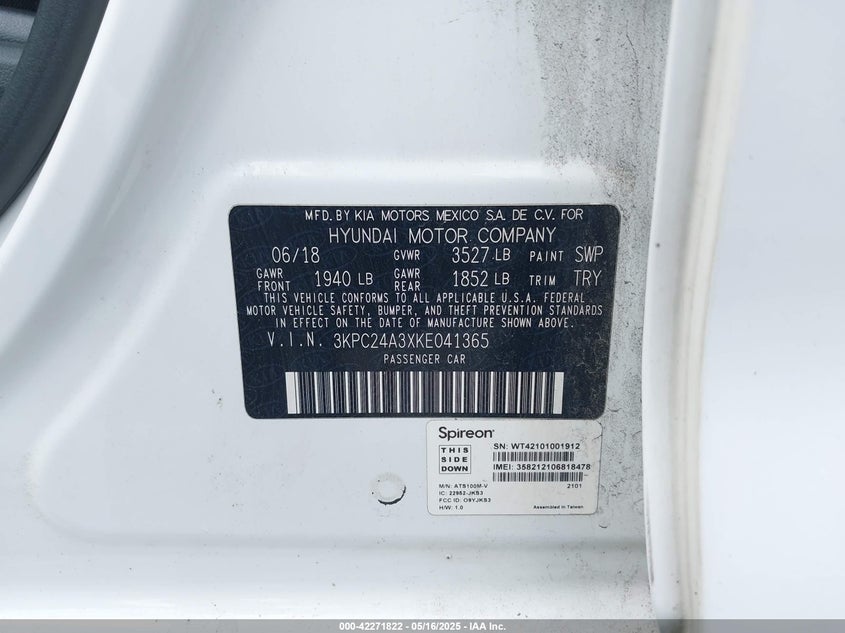 MFD. BY KIA MOTORS MEXICO S.A. DE C.V. FOR
HYUNDAI MOTOR COMPANY
06/18 GVWR 3527 LB PAINT SWP
GAWR FRONT 1940 LB GAWR REAR 1852 LB TRIM TRY
THIS VEHICLE CONFORMS TO ALL APPLICABLE U.S.A. FEDERAL
MOTOR VEHICLE SAFETY, BUMPER, AND THEFT PREVENTION STANDARDS
IN EFFECT ON THE DATE OF MANUFACTURE SHOWN ABOVE.
V.I.N. 3KPC24A3XKE041365
PASSENGER CAR
Spireon
SN: WT42101001912
THIS
SIDE
DOWN
IMEI: 358212106818478
M/N: ATS100M-V 2101
IC: 22982-JKS3
FCC ID: O9YJKS3
H/W: 1.0 Assembled in Taiwan
000-42271822 - 05/16/2025 - IAA Inc.